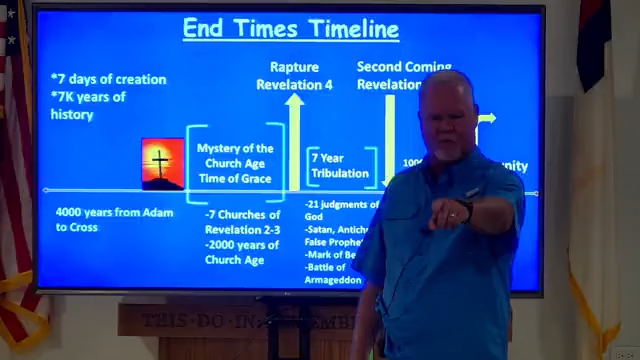 End Times Timeline
*7 days of creation
*7K years of
history
Rapture
Revelation 4
Second Coming
Revelation
Mystery of the
Church Age
Time of Grace
7 Year
Tribulation
4000 years from Adam
to Cross
-7 Churches of
Revelation 2-3
-2000 years of
Church Age
-21 judgments of
God
-Satan, Antich
False Prophe
-Mark of Be
-Battle of
Armageddon
THIS DO IN